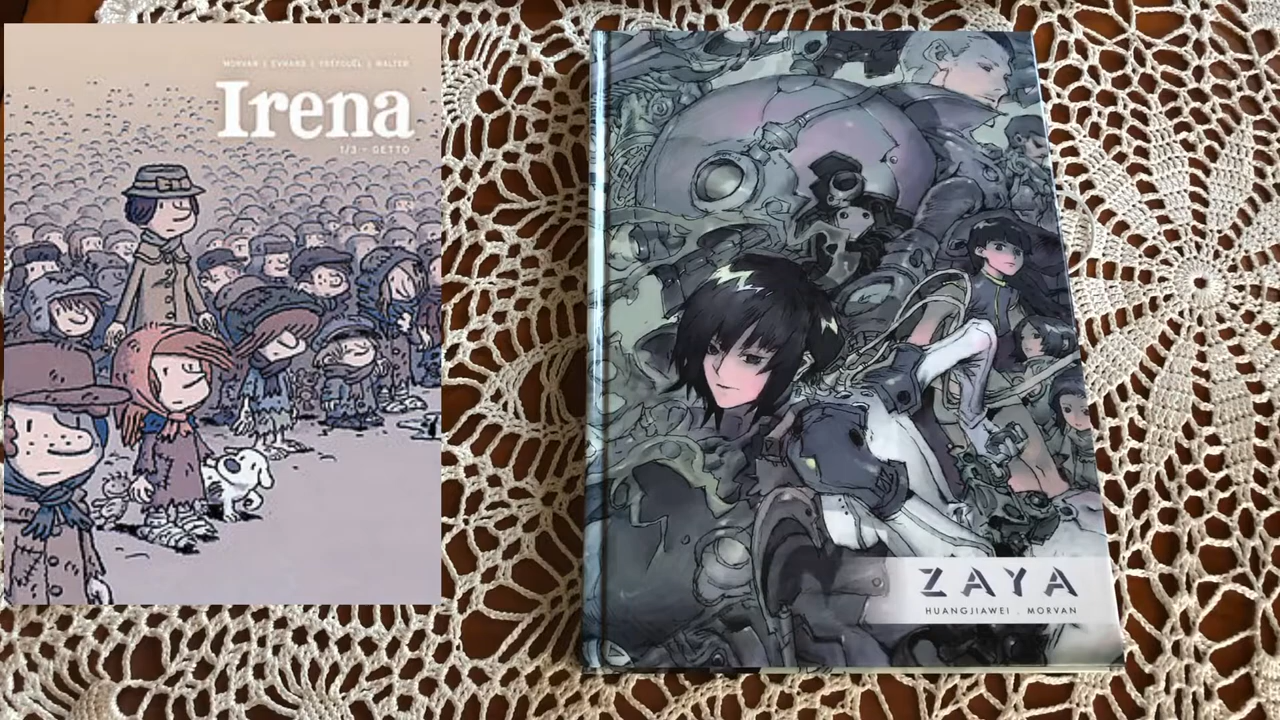 MORVAN | EVRARD | TRÉFOUËL | WALTER
Irena
1/3 - GETTO
ZAYA
HUANGJIAWEI . MORVAN